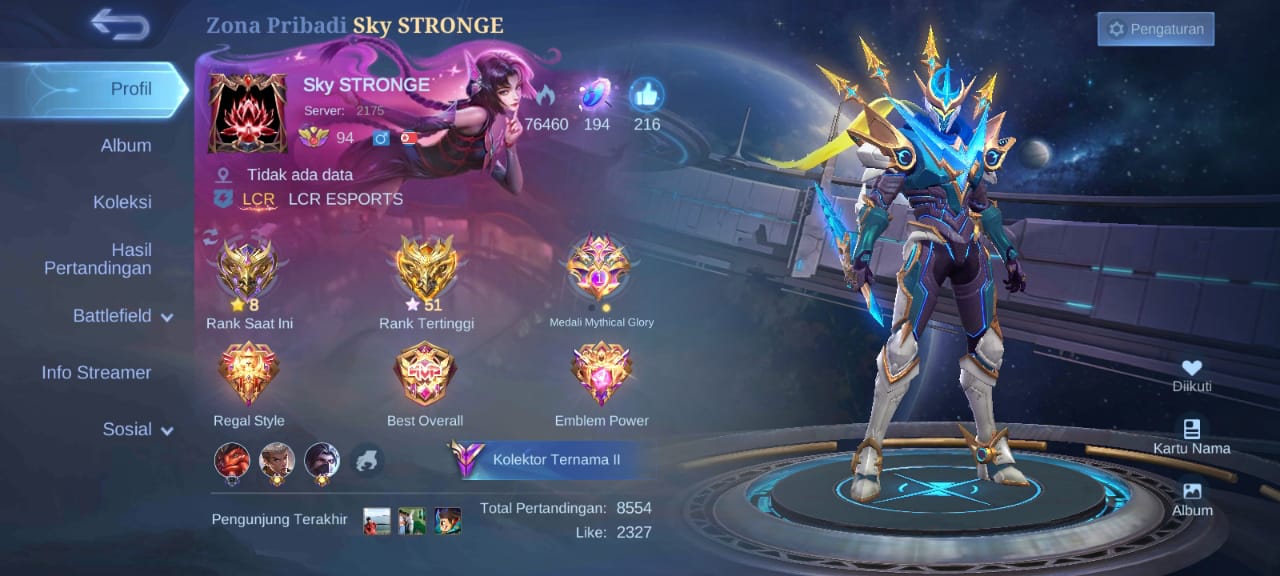 Zona Pribadi Sky STRONGE
Pengaturan
Profil
Album
Koleksi
Hasil
Pertandingan
Battlefield
Info Streamer
Sosial
Sky STRONGE
Server: 2175
94
76460 194 216
Tidak ada data
LCR LCR ESPORTS
8 51 1
Rank Saat Ini Rank Tertinggi Medali Mythical Glory
Regal Style Best Overall Emblem Power
Kolektor Ternama II
Pengunjung Terakhir
Total Pertandingan: 8554
Like: 2327
Diikuti
Kartu Nama
Album